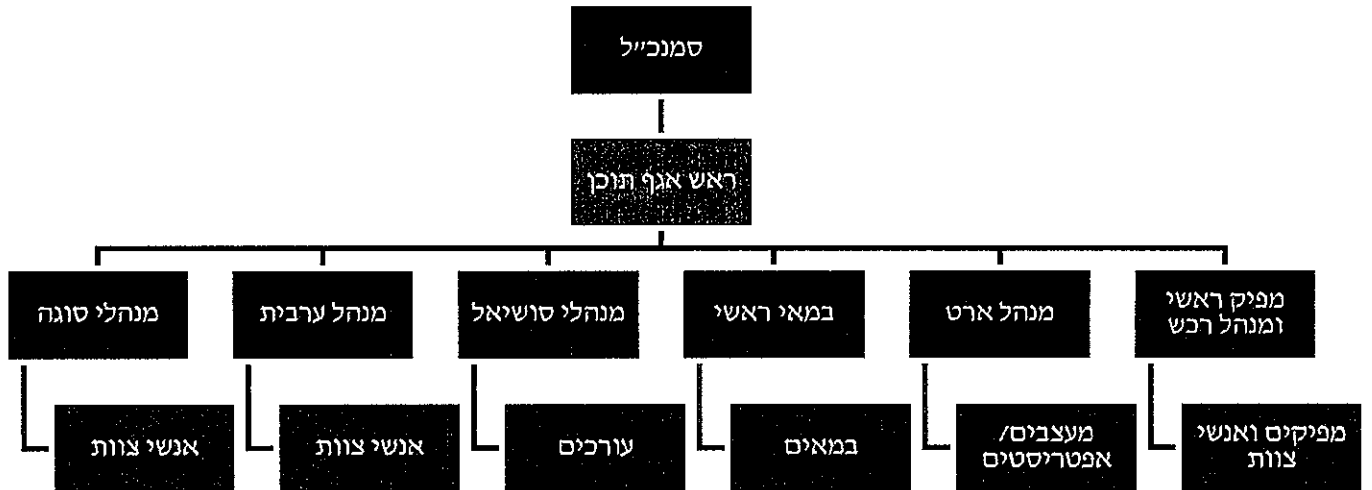 סמנכ״ל
ראש אגף תוכן
מפיק ראשי
ומנהל רכש
מנהל ארט
במאי ראשי
מנהלי סושיאל
מנהל ערבית
מנהלי סוגה
מפיקים ואנשי
צוות
מעצבים/
אפטריסטים
במאים
עורכים
אנשי צוות
אנשי צוות